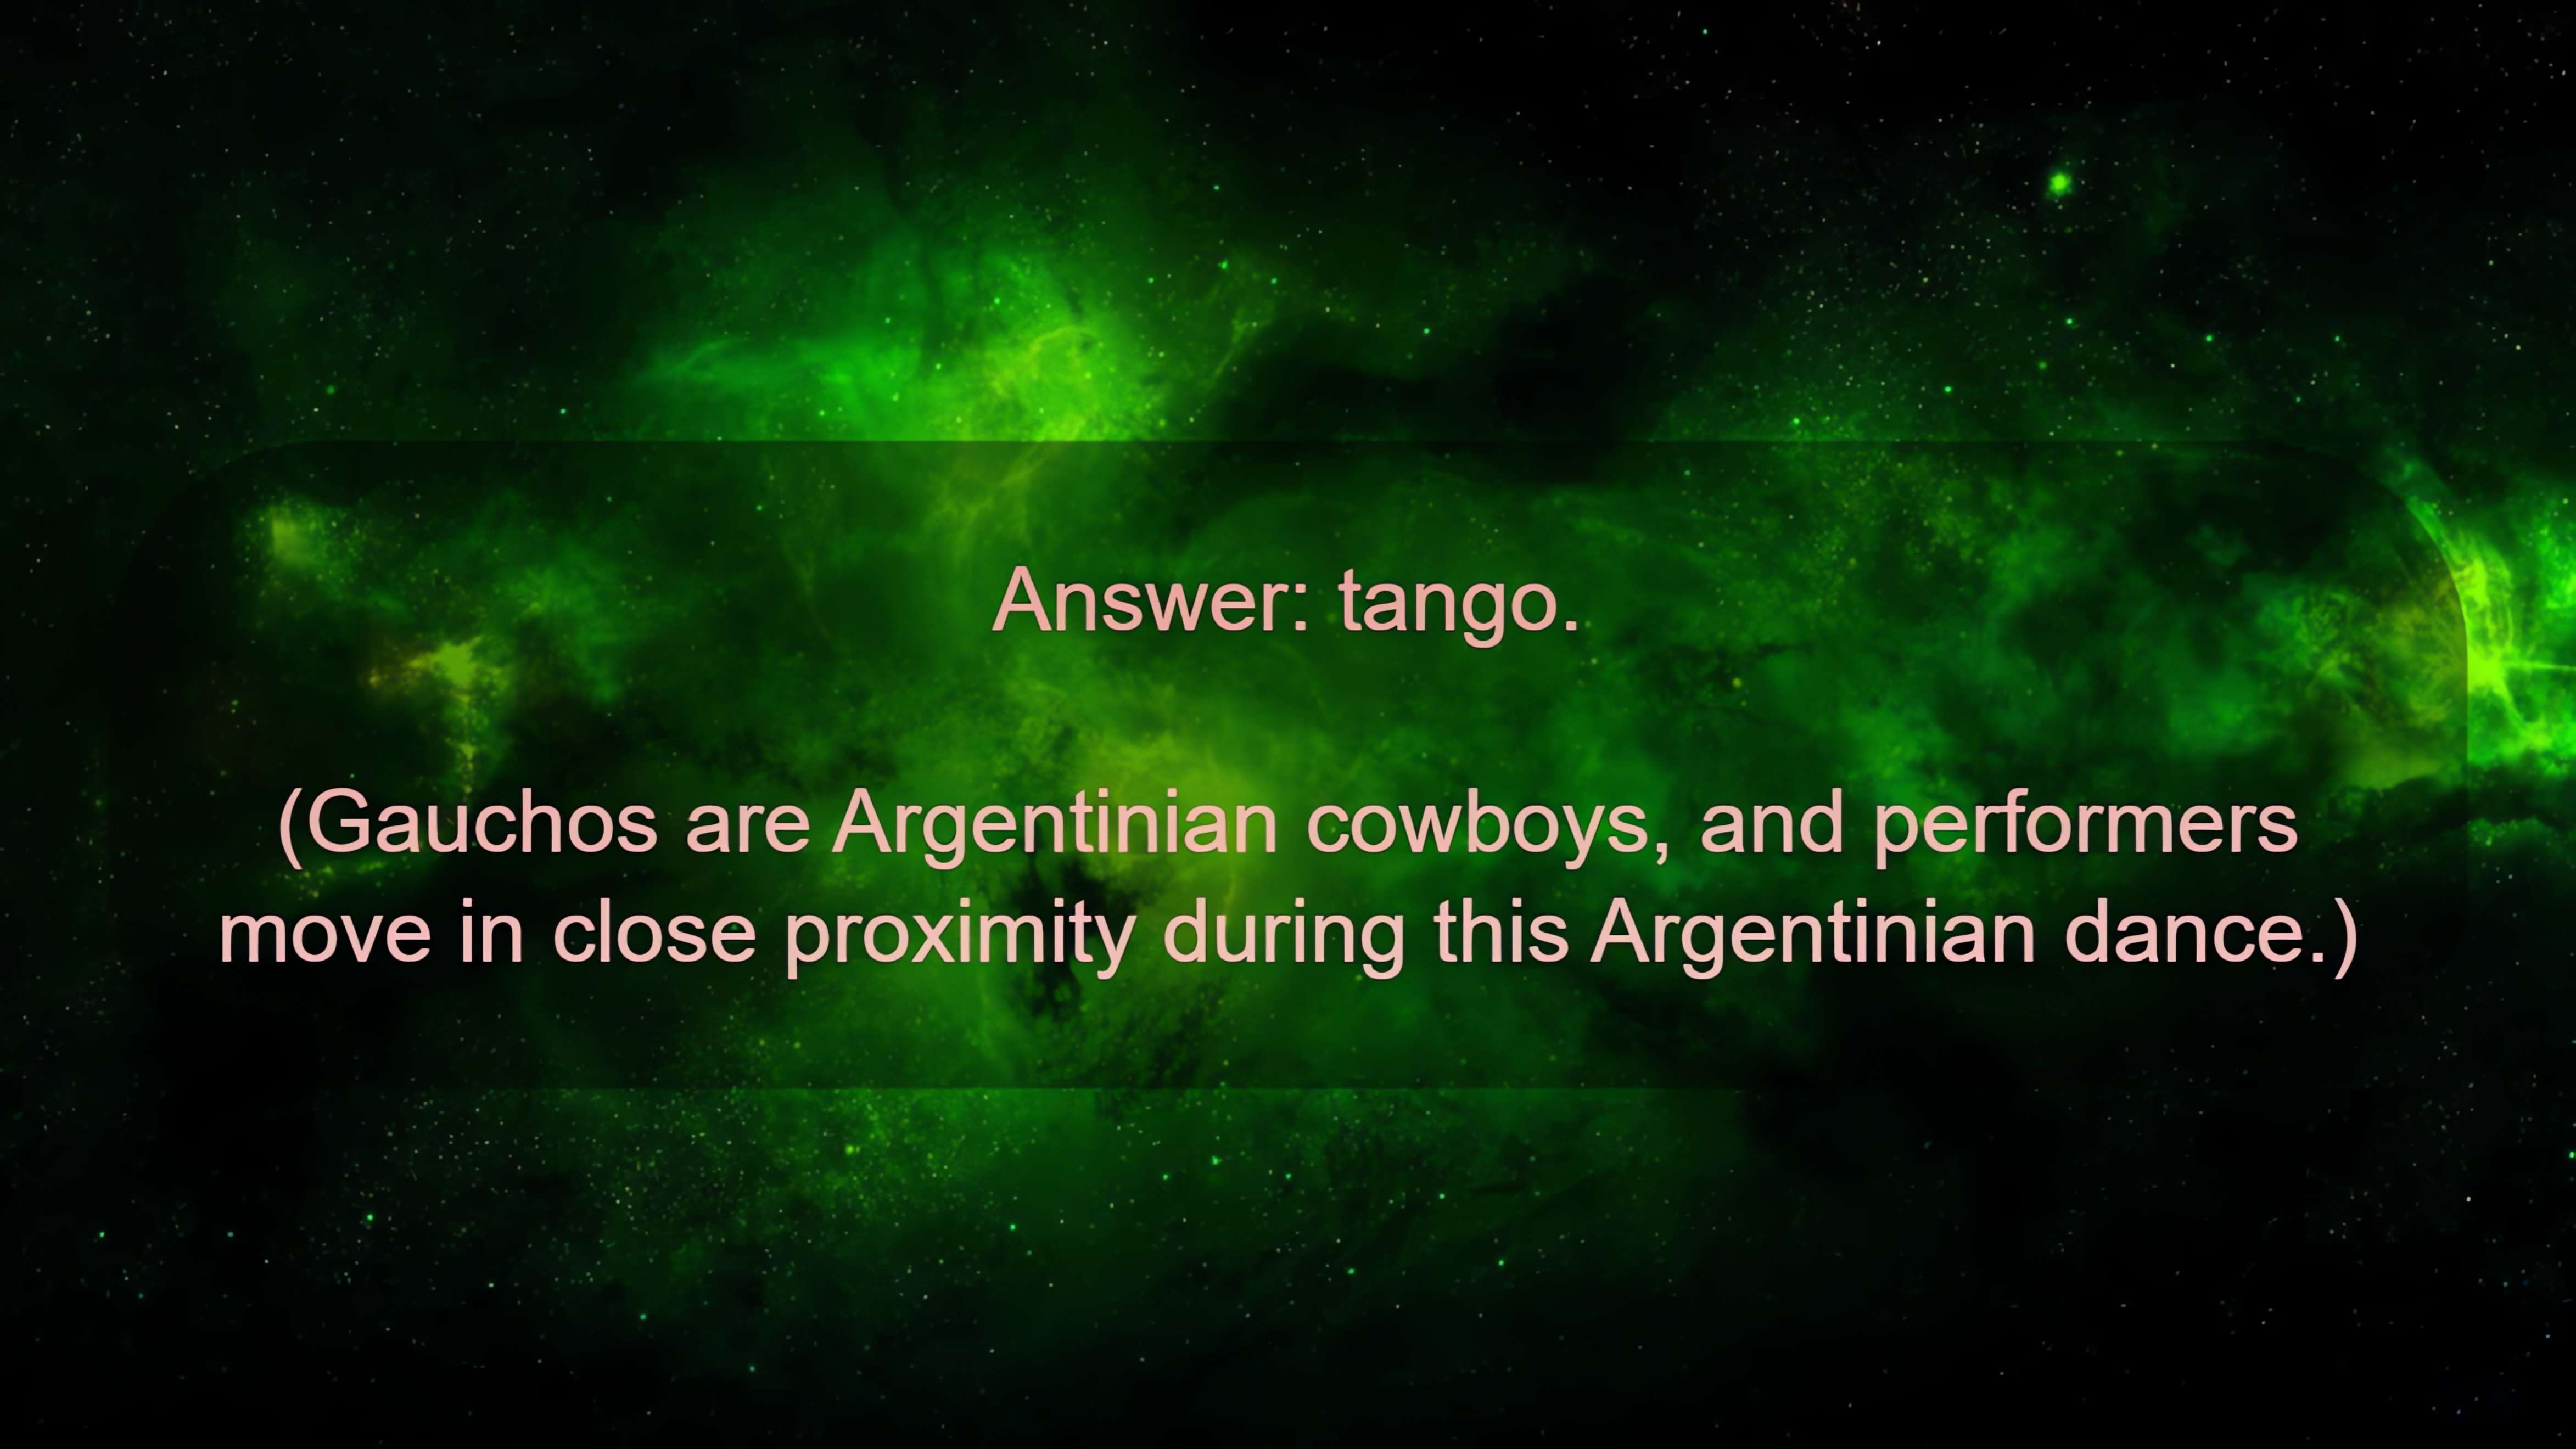 Answer: tango.
(Gauchos are Argentinian cowboys, and performers
move in close proximity during this Argentinian dance.)